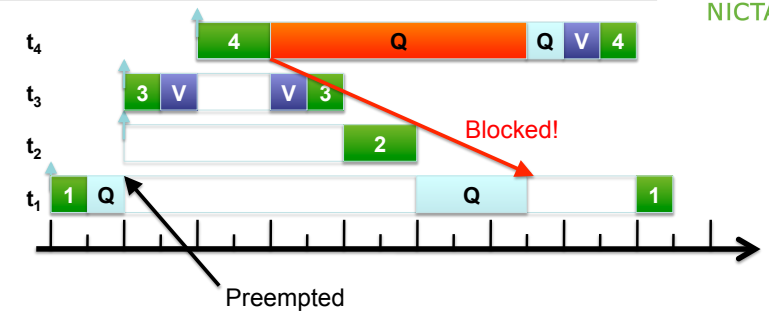 NICTA
t4 4 Q Q V 4
t3 3 V V 3
Blocked!
t2 2
t1 1 Q Q 1
Preempted